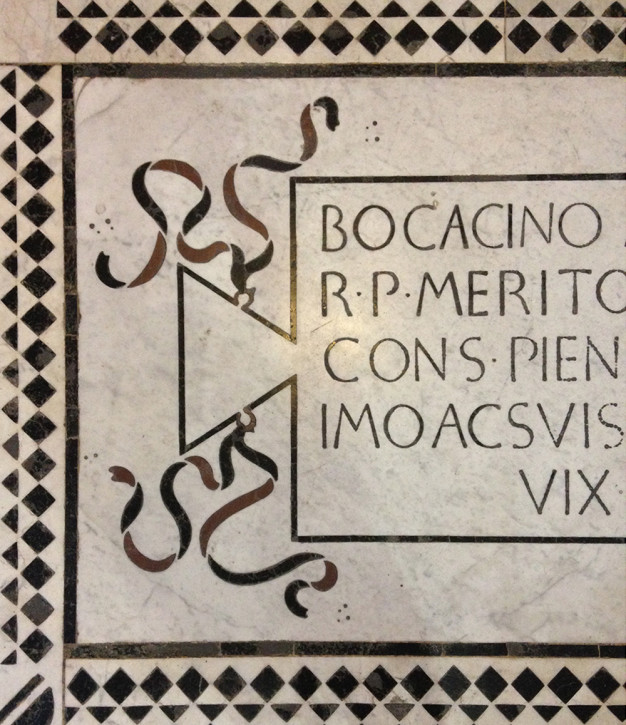 BOCACINO
R·P·MERITO
CONS·PIEN
IMOACSVIS
VIX